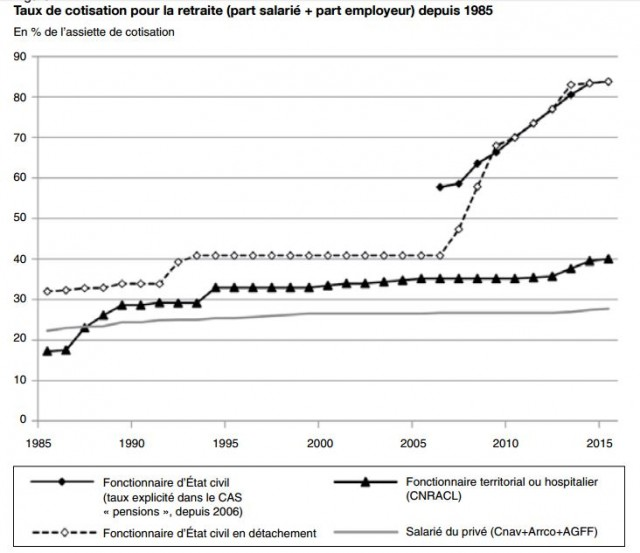 Taux de cotisation pour la retraite (part salarié + part employeur) depuis 1985
En % de l'assiette de cotisation
90
80
70
60
50
40
30
20
10
0
1985 1990 1995 2000 2005 2010 2015
Fonctionnaire d'État civil
(taux explicité dans le CAS
« pensions », depuis 2006)
Fonctionnaire territorial ou hospitalier
(CNRACL)
Fonctionnaire d'État civil en détachement
Salarié du privé (Cnav+Arrco+AGFF)